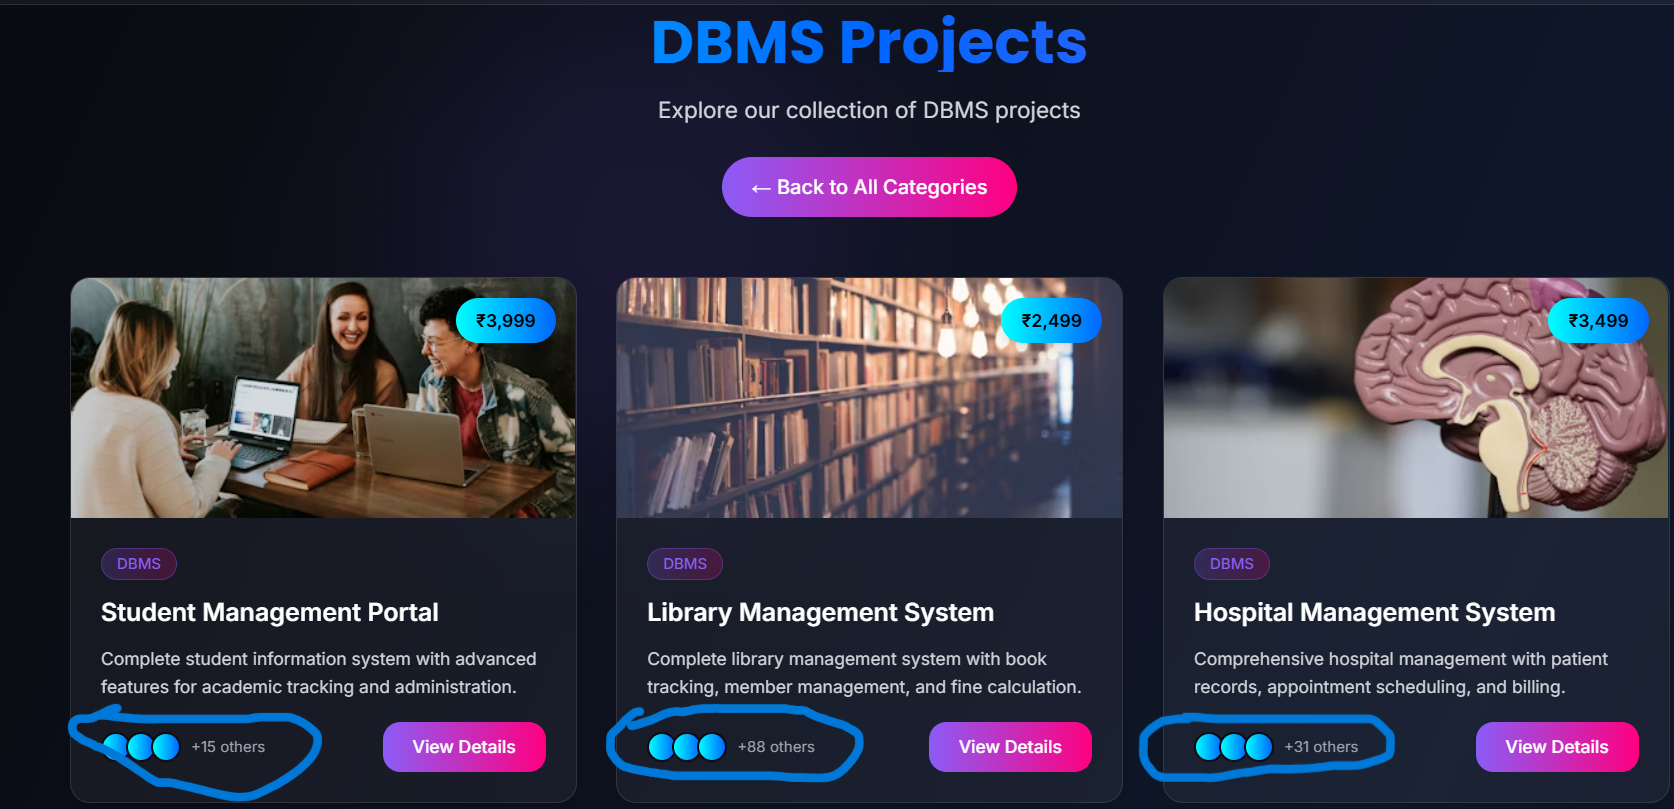 DBMS Projects
Explore our collection of DBMS projects
← Back to All Categories
₹3,999
DBMS
Student Management Portal
Complete student information system with advanced
features for academic tracking and administration.
+15 others
View Details
₹2,499
DBMS
Library Management System
Complete library management system with book
tracking, member management, and fine calculation.
+88 others
View Details
₹3,499
DBMS
Hospital Management System
Comprehensive hospital management with patient
records, appointment scheduling, and billing.
+31 others
View Details